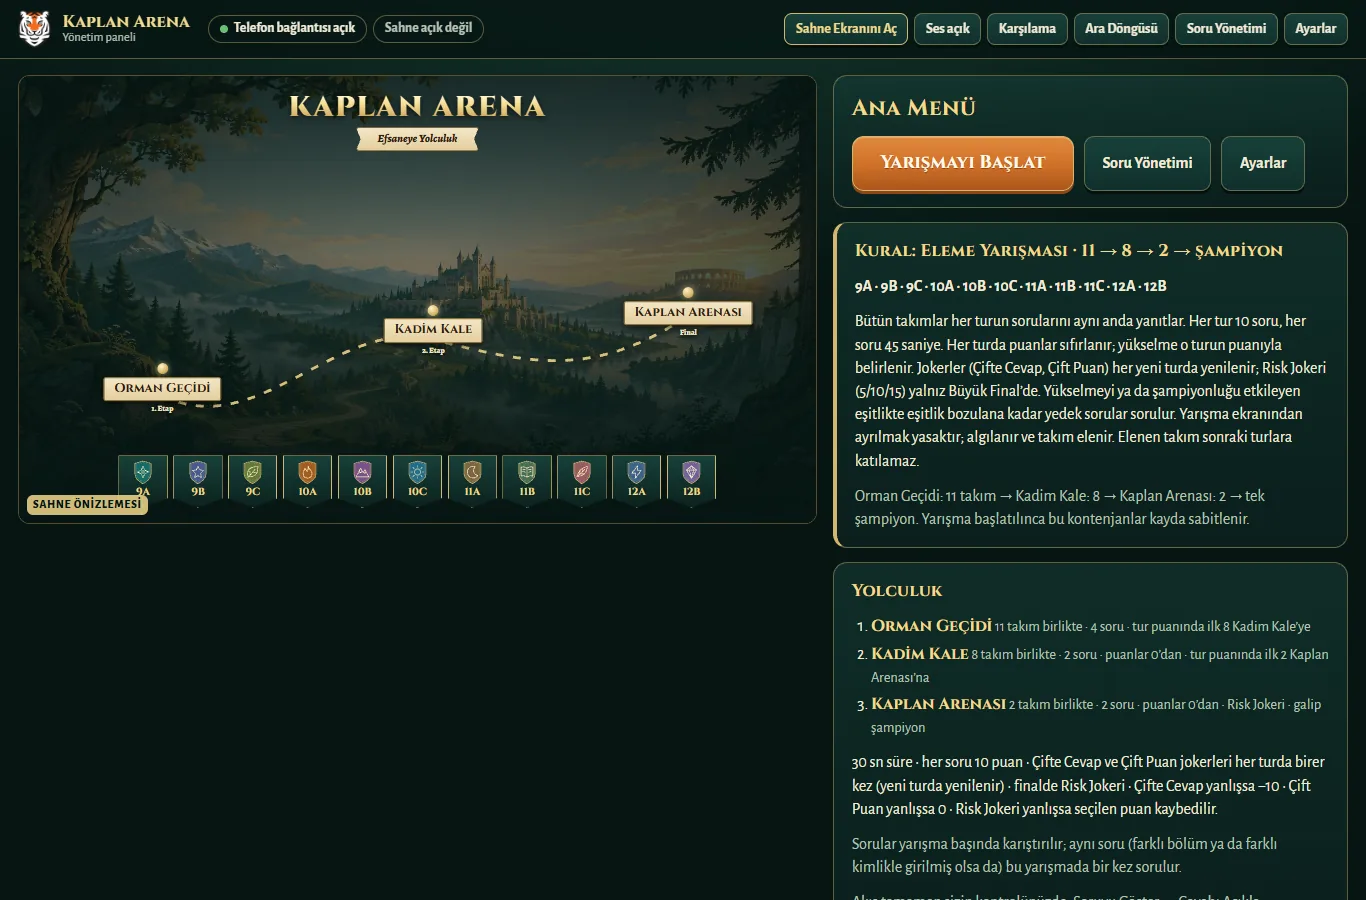 KAPLAN ARENA
Yönetim paneli
Telefon bağlantısı açık
Sahne açık değil
Sahne Ekranını Aç
Ses açık
Karşılama
Ara Döngüsü
Soru Yönetimi
Ayarlar
KAPLAN ARENA
Efsaneye Yolculuk
KAPLAN ARENASI
Final
KADİM KALE
2. Etap
ORMAN GEÇİDİ
1. Etap
9A
9B
9C
10A
10B
10C
11A
11B
11C
12A
12B
SAHNE ÖNİZLEMESİ
ANA MENÜ
YARIŞMAYI BAŞLAT
Soru Yönetimi
Ayarlar
KURAL: ELEME YARIŞMASI · 11 → 8 → 2 → ŞAMPİYON
9A · 9B · 9C · 10A · 10B · 10C · 11A · 11B · 11C · 12A · 12B
Bütün takımlar her turun sorularını aynı anda yanıtlar. Her tur 10 soru, her
soru 45 saniye. Her turda puanlar sıfırlanır; yükselme o turun puanıyla
belirlenir. Jokerler (Çifte Cevap, Çift Puan) her yeni turda yenilenir; Risk Jokeri
(5/10/15) yalnız Büyük Final’de. Yükselmeyi ya da şampiyonluğu etkileyen
eşitlikte eşitlik bozulana kadar yedek sorular sorulur. Yarışma ekranından
ayrılmak yasaktır; algılanır ve takım elenir. Elenen takım sonraki turlara
katılamaz.
Orman Geçidi: 11 takım → Kadim Kale: 8 → Kaplan Arenası: 2 → tek
şampiyon. Yarışma başlatılınca bu kontenjanlar kayda sabitlenir.
YOLCULUK
1. ORMAN GEÇİDİ 11 takım birlikte · 4 soru · tur puanında ilk 8 Kadim Kale’ye
2. KADİM KALE 8 takım birlikte · 2 soru · puanlar 0’dan · tur puanında ilk 2 Kaplan
Arenası’na
3. KAPLAN ARENASI 2 takım birlikte · 2 soru · puanlar 0’dan · Risk Jokeri · galip
şampiyon
30 sn süre · her soru 10 puan · Çifte Cevap ve Çift Puan jokerleri her turda birer
kez (yeni turda yenilenir) · finalde Risk Jokeri · Çifte Cevap yanlışsa −10 · Çift
Puan yanlışsa 0 · Risk Jokeri yanlışsa seçilen puan kaybedilir.
Sorular yarışma başında karıştırılır; aynı soru (farklı bölüm ya da farklı
kimlikle girilmiş olsa da) bu yarışmada bir kez sorulur.